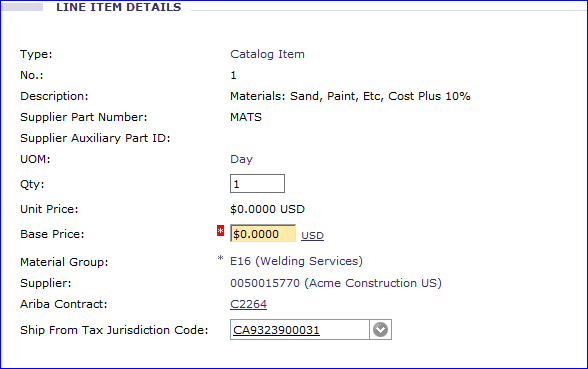 LINE ITEM DETAILS
Type: Catalog Item
No.: 1
Description: Materials: Sand, Paint, Etc, Cost Plus 10%
Supplier Part Number: MATS
Supplier Auxiliary Part ID:
UOM: Day
Qty: 1
Unit Price: $0.0000 USD
Base Price: * $0.0000 USD
Material Group: * E16 (Welding Services)
Supplier: 0050015770 (Acme Construction US)
Ariba Contract: C2264
Ship From Tax Jurisdiction Code: CA9323900031